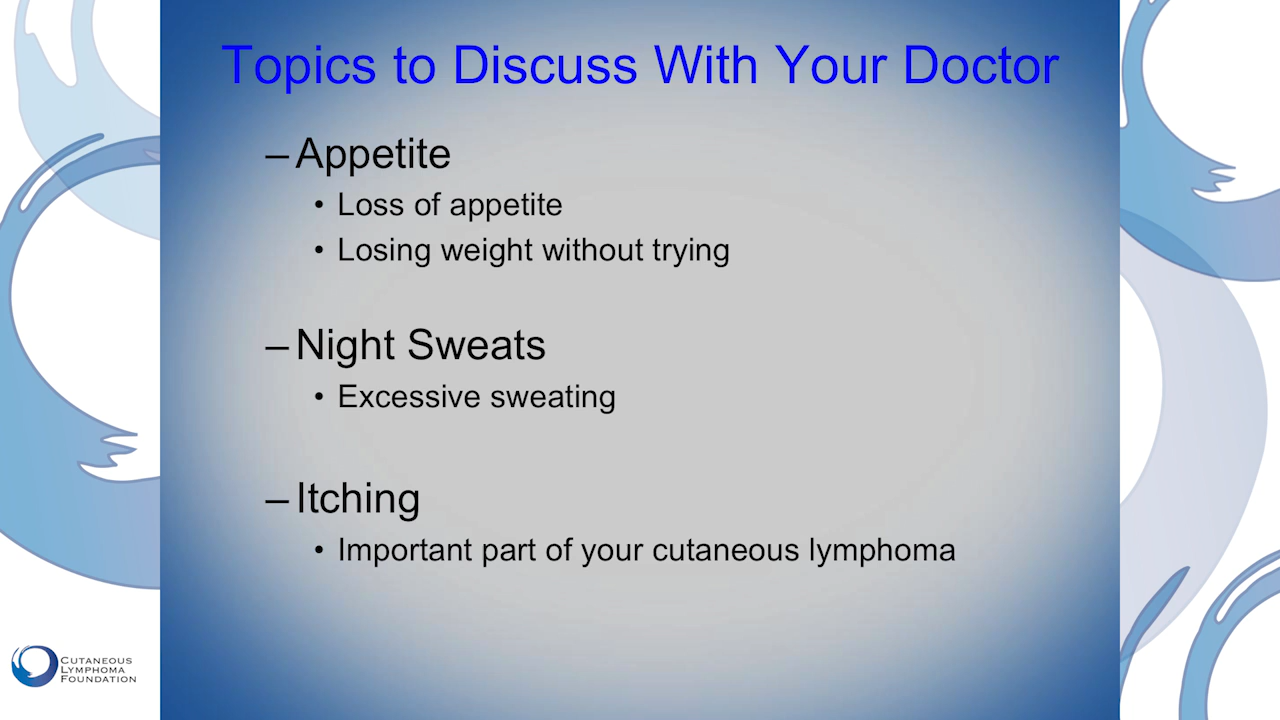 Topics to Discuss With Your Doctor
– Appetite
• Loss of appetite
• Losing weight without trying
– Night Sweats
• Excessive sweating
– Itching
• Important part of your cutaneous lymphoma
CUTANEOUS
LYMPHOMA
FOUNDATION